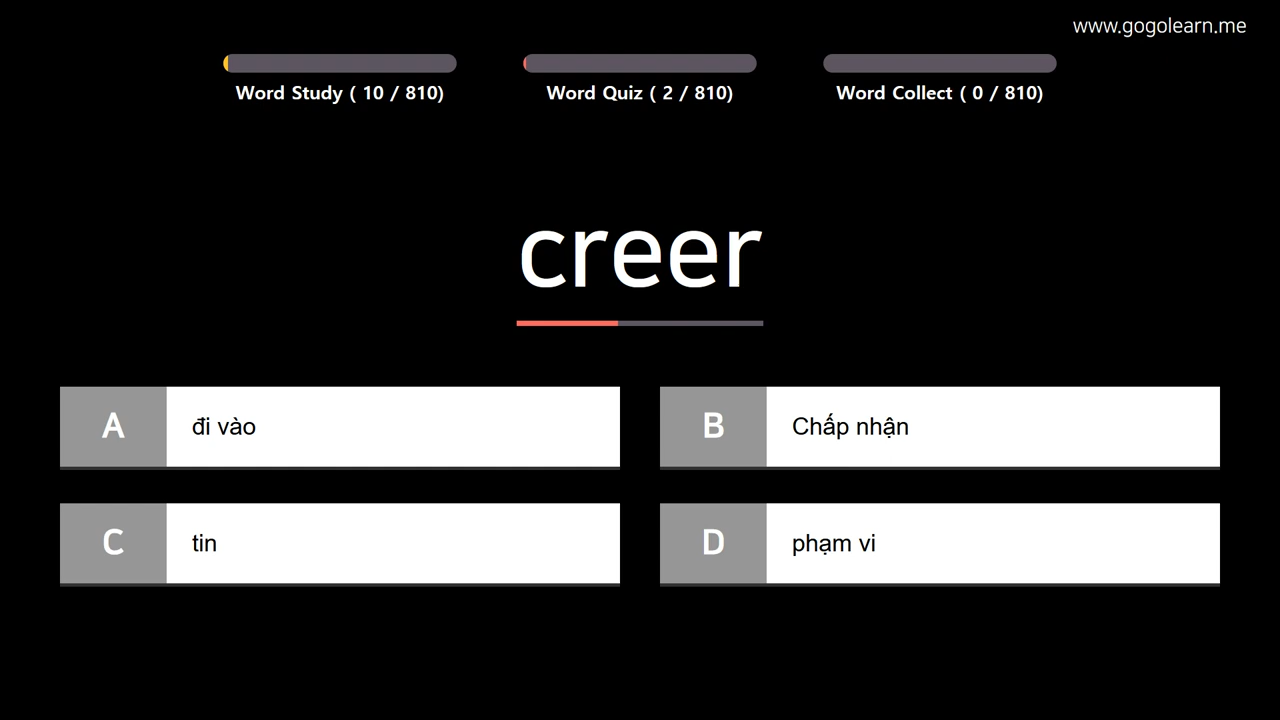 www.gogolearn.me
Word Study ( 10 / 810)
Word Quiz ( 2 / 810)
Word Collect ( 0 / 810)
creer
A đi vào
B Chấp nhận
C tin
D phạm vi